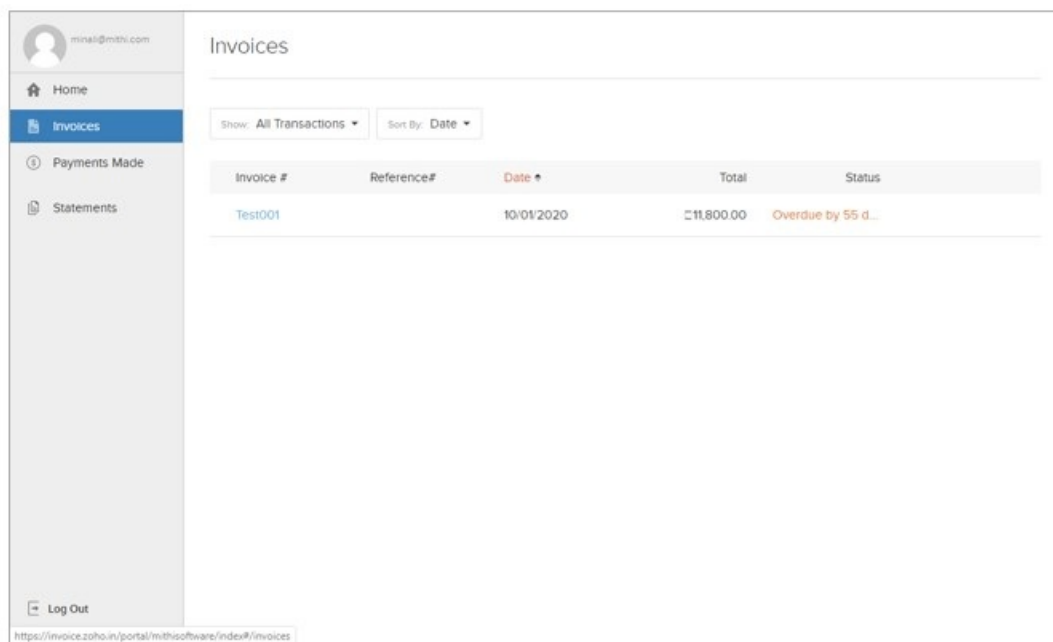 minali@mithi.com
Invoices
Home
Invoices
Show: All Transactions
Sort By: Date
Payments Made
Invoice # Reference# Date Total Status
Statements
Test001 10/01/2020 11,800.00 Overdue by 55 d...
Log Out
https://invoice.zoho.in/portal/mithisoftware/index#/invoices